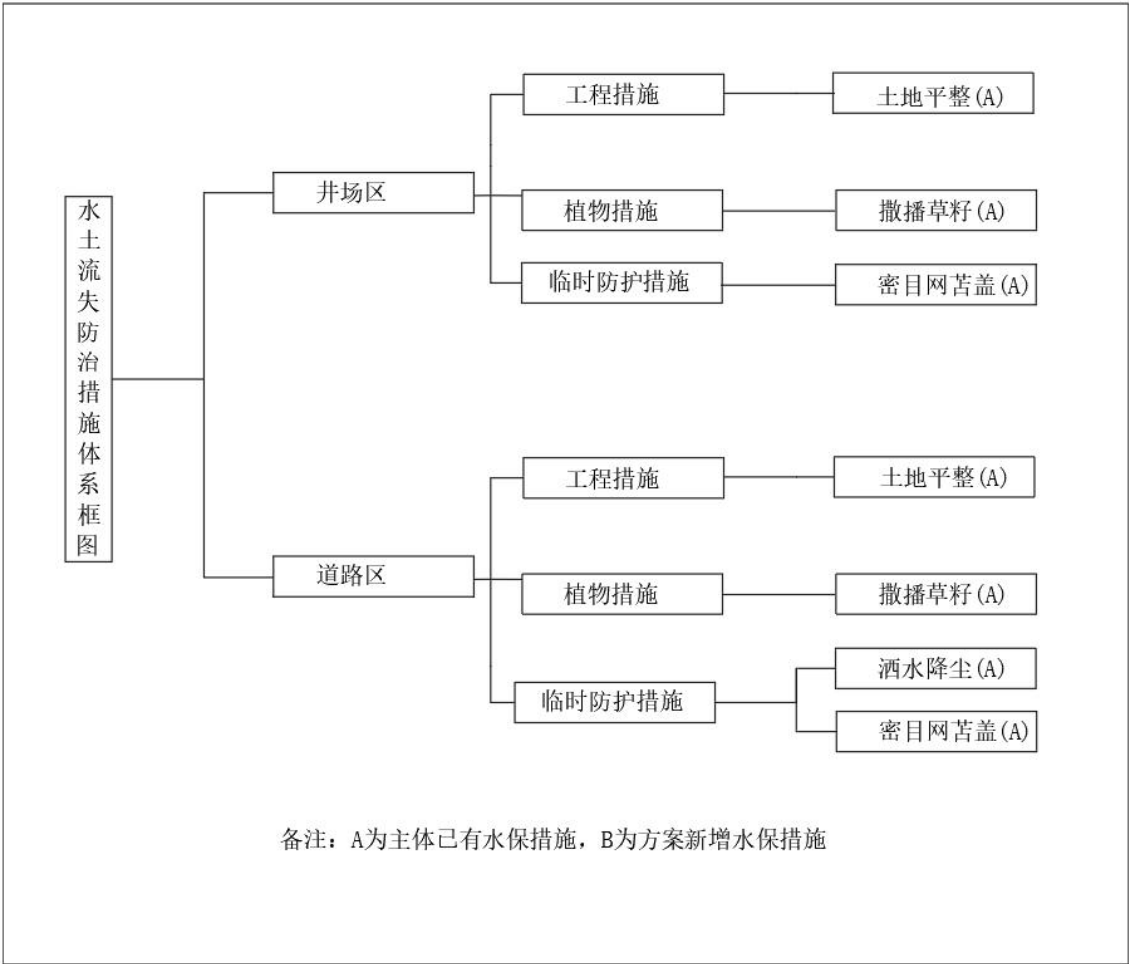 水土流失防治措施体系框图
井场区
工程措施
土地平整(A)
植物措施
撒播草籽(A)
临时防护措施
密目网苫盖(A)
道路区
工程措施
土地平整(A)
植物措施
撒播草籽(A)
临时防护措施
洒水降尘(A)
密目网苫盖(A)
备注：A为主体已有水保措施，B为方案新增水保措施